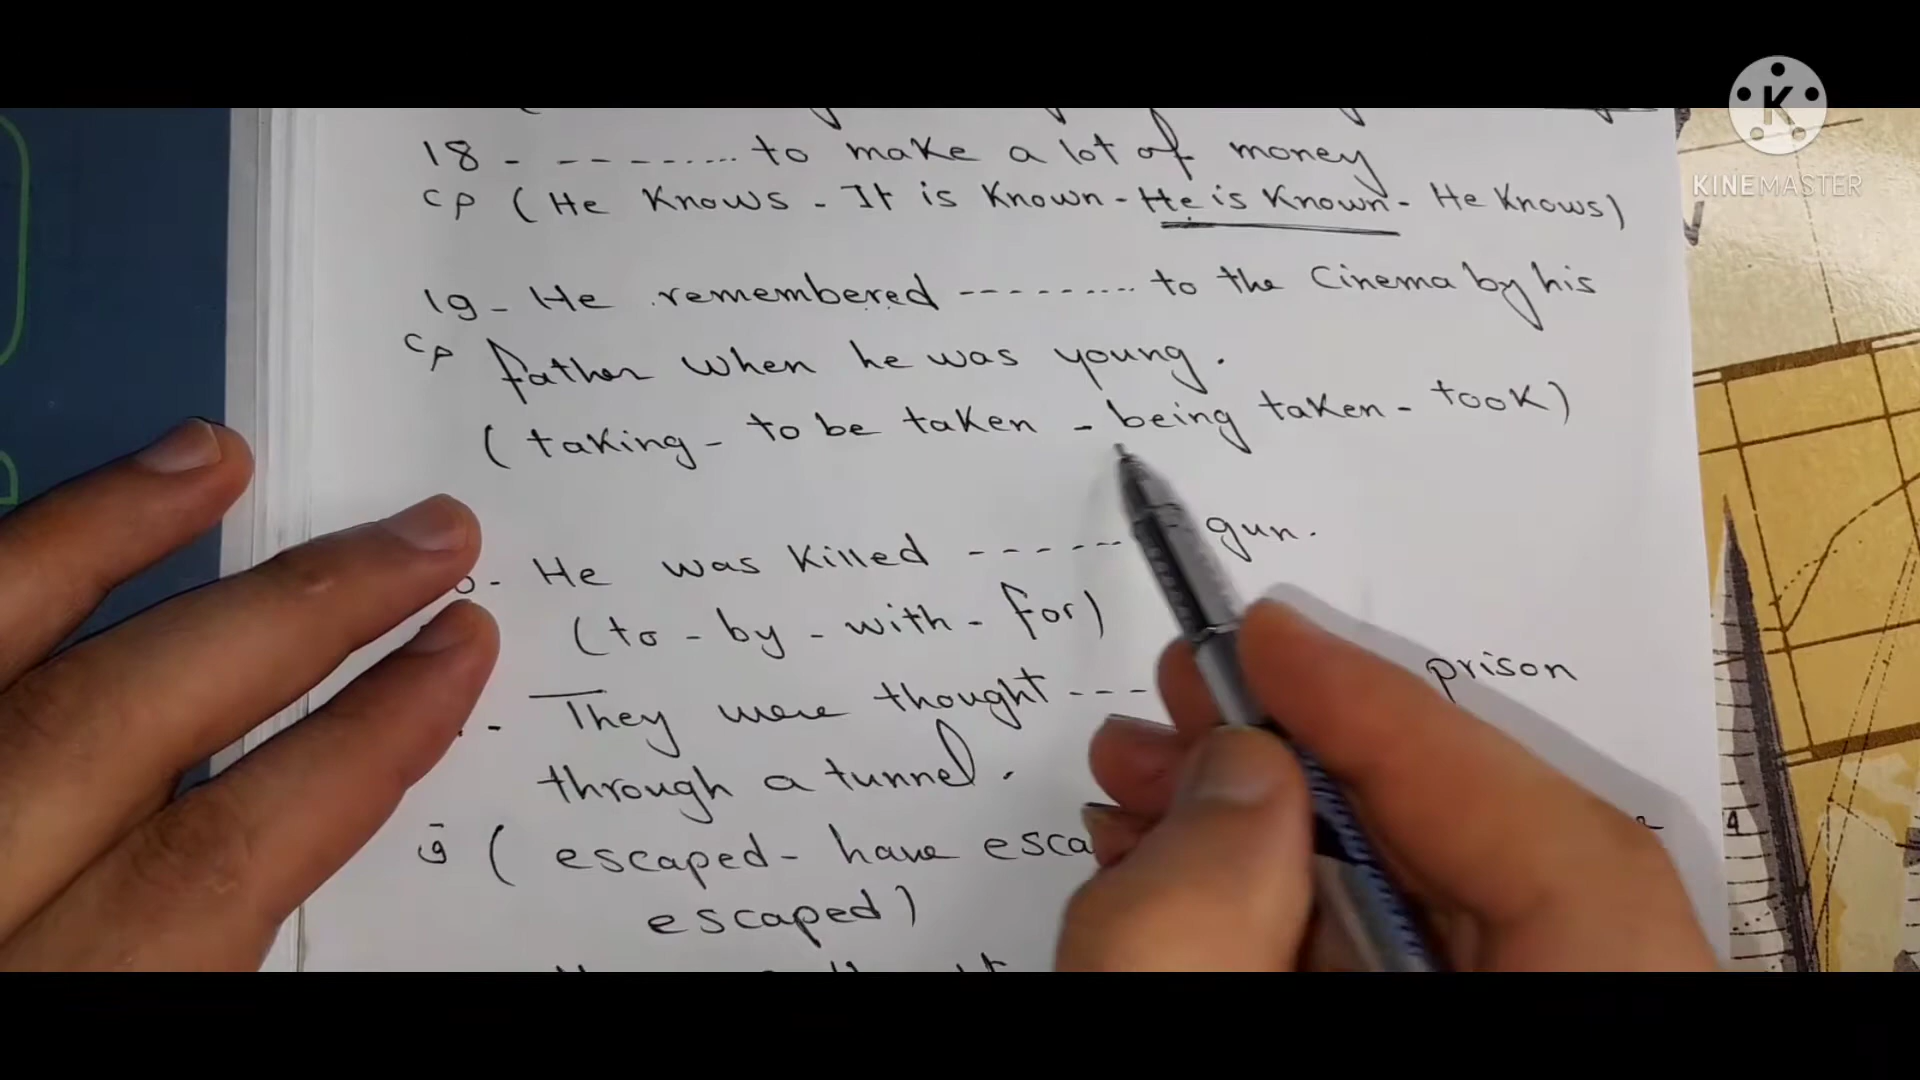 18 - -------- to make a lot of money
cp (He Knows - It is Known - He is Known - He Knows)
19 - He remembered --------- to the Cinema by his
cp father when he was young.
(taking - to be taken - being taken - took)
- He was Killed ------ gun.
(to - by - with - for)
- They were thought --- prison
through a tunnel.
( escaped - have
escaped)
KINEMASTER